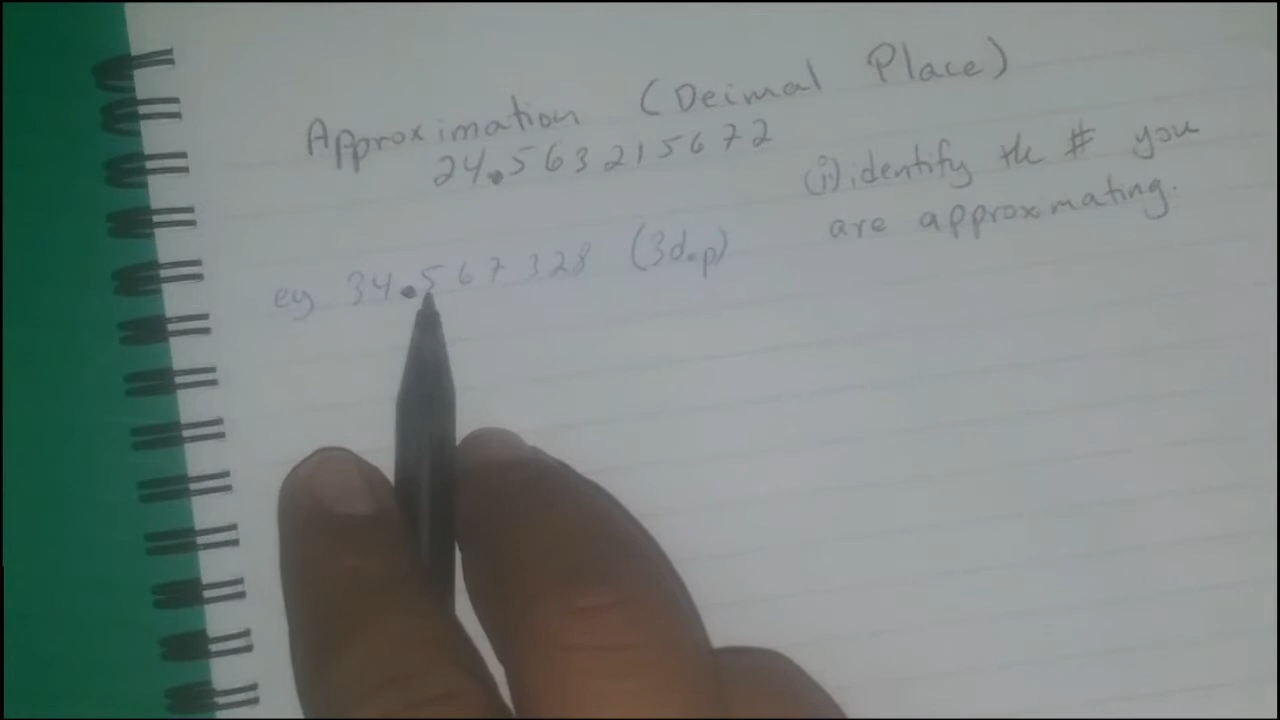 Approximation (Deimal Place)
24.563215672
(i) identify the # you
are approxmating.
eg 34.567328 (3d.p)